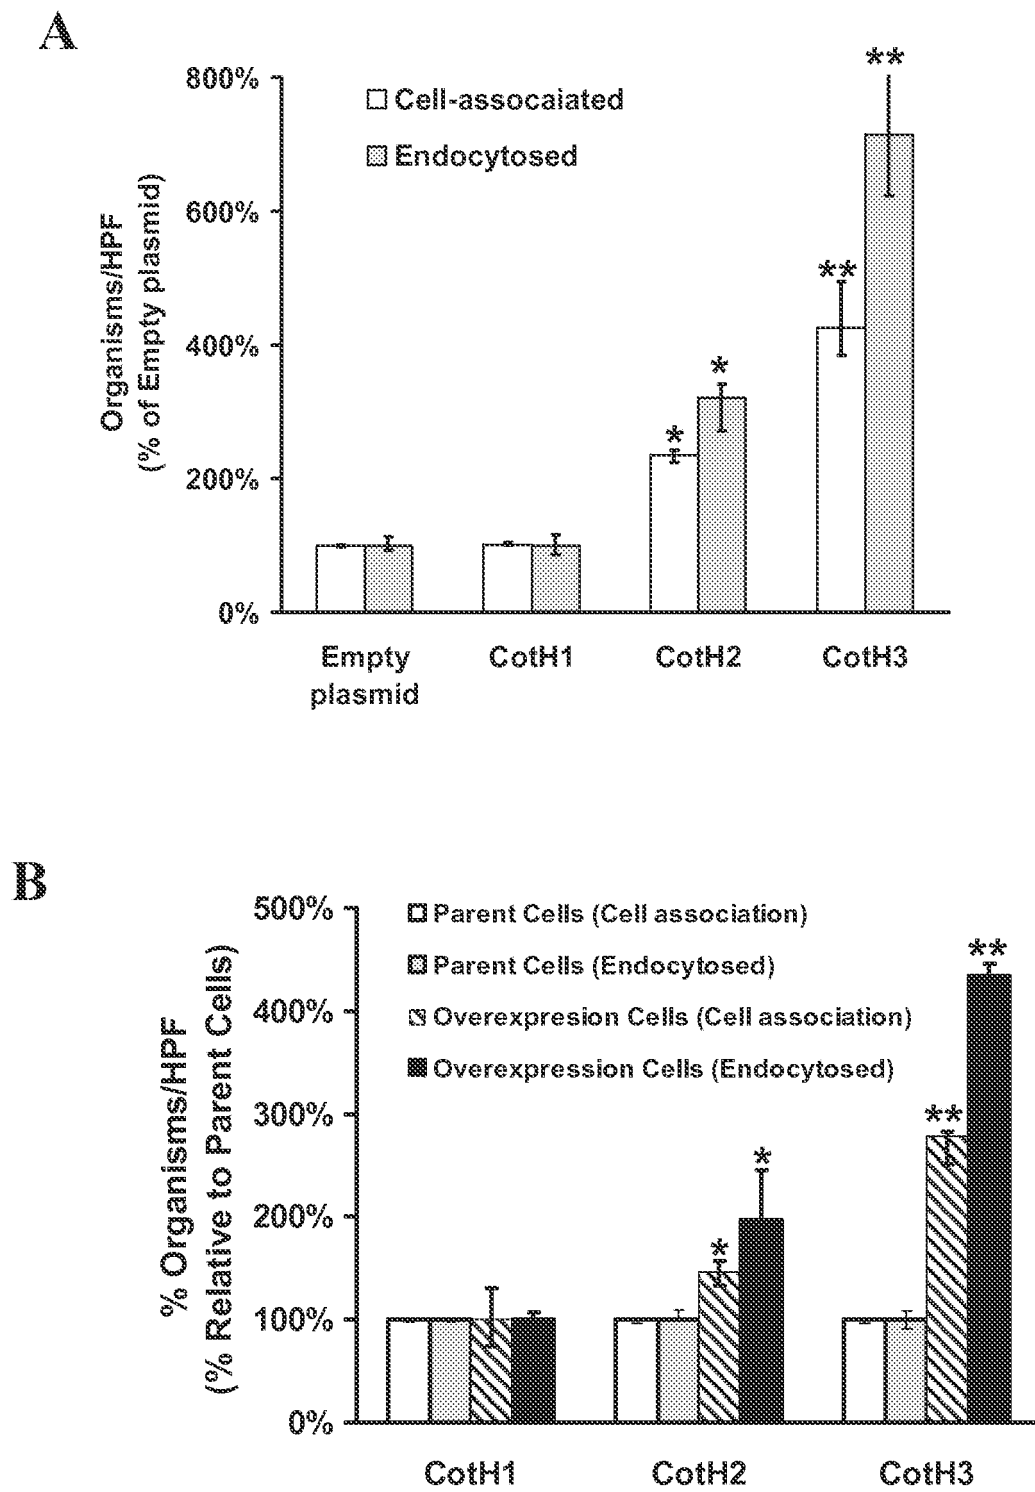 A
800%
600%
400%
200%
0%
Organisms/HPF
(% of Empty plasmid)
Cell-assocaiated
Endocytosed
*
*
**
**
Empty
plasmid
CotH1
CotH2
CotH3
B
500%
400%
300%
200%
100%
0%
% Organisms/HPF
(% Relative to Parent Cells)
Parent Cells (Cell association)
Parent Cells (Endocytosed)
Overexpresion Cells (Cell association)
Overexpression Cells (Endocytosed)
*
*
**
**
CotH1
CotH2
CotH3